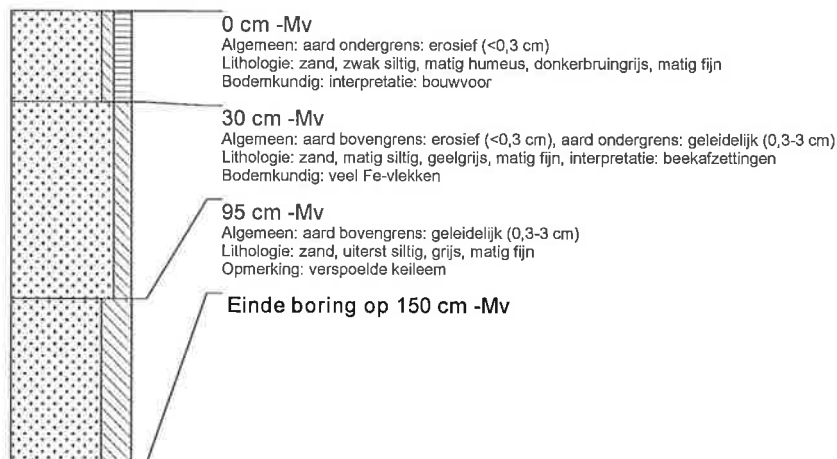 0 cm -Mv
Algemeen: aard ondergrens: erosief (<0,3 cm)
Lithologie: zand, zwak siltig, matig humeus, donkerbruingrijs, matig fijn
Bodemkundig: interpretatie: bouwvoor
30 cm -Mv
Algemeen: aard bovengrens: erosief (<0,3 cm), aard ondergrens: geleidelijk (0,3-3 cm)
Lithologie: zand, matig siltig, geelgrijs, matig fijn, interpretatie: beekafzettingen
Bodemkundig: veel Fe-vlekken
95 cm -Mv
Algemeen: aard bovengrens: geleidelijk (0,3-3 cm)
Lithologie: zand, uiterst siltig, grijs, matig fijn
Opmerking: verspoelde keileem
Einde boring op 150 cm -Mv